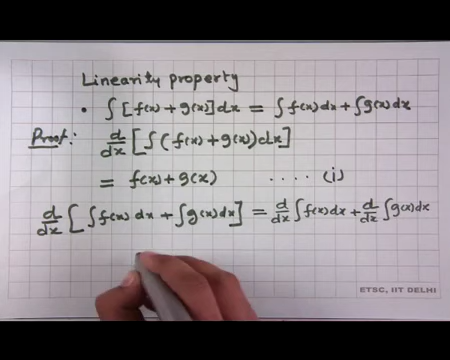 Linearity property
• ∫ [f(x) + g(x)] dx = ∫ f(x) dx + ∫ g(x) dx
Proof: d/dx [∫ (f(x) + g(x)) dx]
= f(x) + g(x) .... (i)
d/dx [∫ f(x) dx + ∫ g(x) dx] = d/dx ∫ f(x) dx + d/dx ∫ g(x) dx
ETSC, IIT DELHI